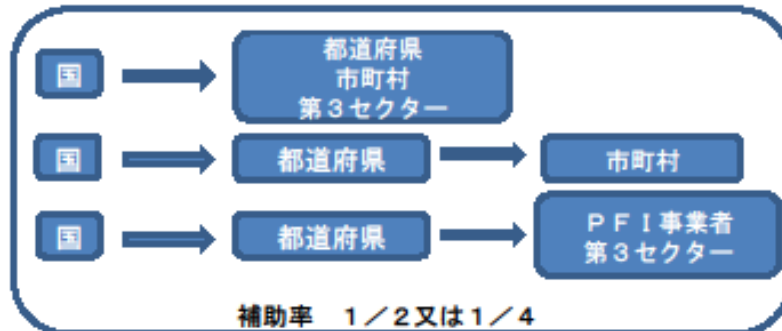 国
都道府県
市町村
第３セクター
国
都道府県
市町村
国
都道府県
ＰＦＩ事業者
第３セクター
補助率　１／２又は１／４